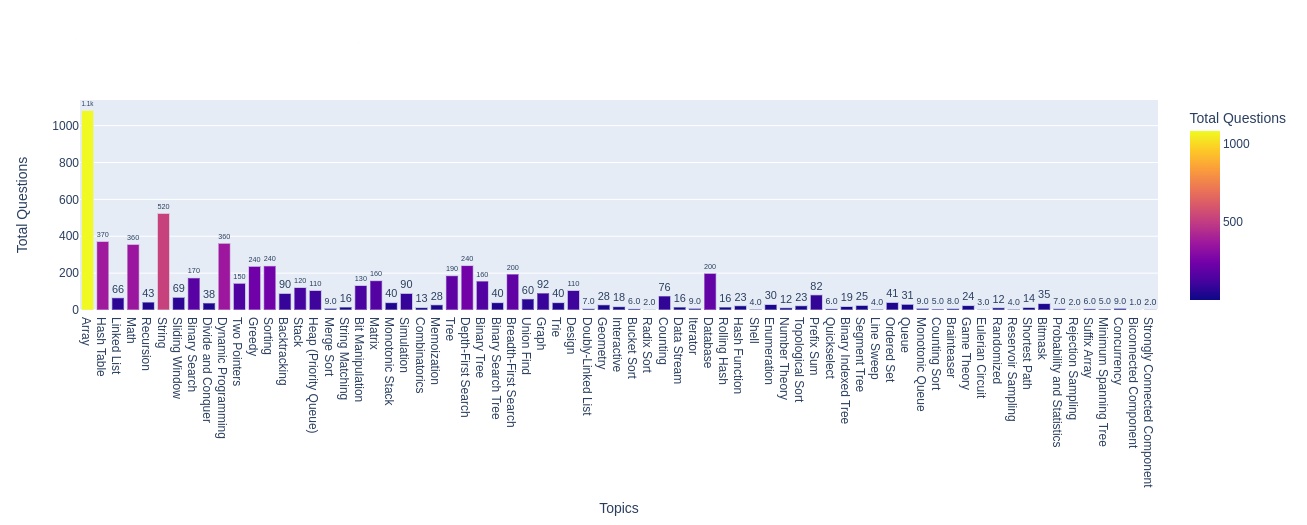 Total Questions
1000
800
600
400
200
0
1.1k
370
66
360
43
520
69
170
38
360
150
240
240
90
120
110
9.0
16
130
160
40
90
13
28
190
240
160
40
200
60
92
40
110
7.0
28
18
6.0
2.0
76
16
9.0
200
16
23
4.0
30
12
23
82
6.0
19
25
4.0
41
31
9.0
5.0
8.0
24
3.0
12
4.0
14
35
7.0
2.0
6.0
5.0
9.0
1.0
2.0
Array
Hash Table
Linked List
Math
Recursion
String
Sliding Window
Binary Search
Divide and Conquer
Dynamic Programming
Two Pointers
Greedy
Sorting
Backtracking
Stack
Heap (Priority Queue)
Merge Sort
String Matching
Bit Manipulation
Matrix
Monotonic Stack
Simulation
Combinatorics
Memoization
Tree
Depth-First Search
Binary Tree
Binary Search Tree
Breadth-First Search
Union Find
Graph
Trie
Design
Doubly-Linked List
Geometry
Interactive
Bucket Sort
Radix Sort
Counting
Data Stream
Iterator
Database
Rolling Hash
Hash Function
Shell
Enumeration
Number Theory
Topological Sort
Prefix Sum
Quickselect
Binary Indexed Tree
Segment Tree
Line Sweep
Ordered Set
Queue
Monotonic Queue
Counting Sort
Brainteaser
Game Theory
Eulerian Circuit
Randomized
Reservoir Sampling
Shortest Path
Bitmask
Probability and Statistics
Rejection Sampling
Suffix Array
Minimum Spanning Tree
Concurrency
Biconnected Component
Strongly Connected Component
Topics
Total Questions
1000
500